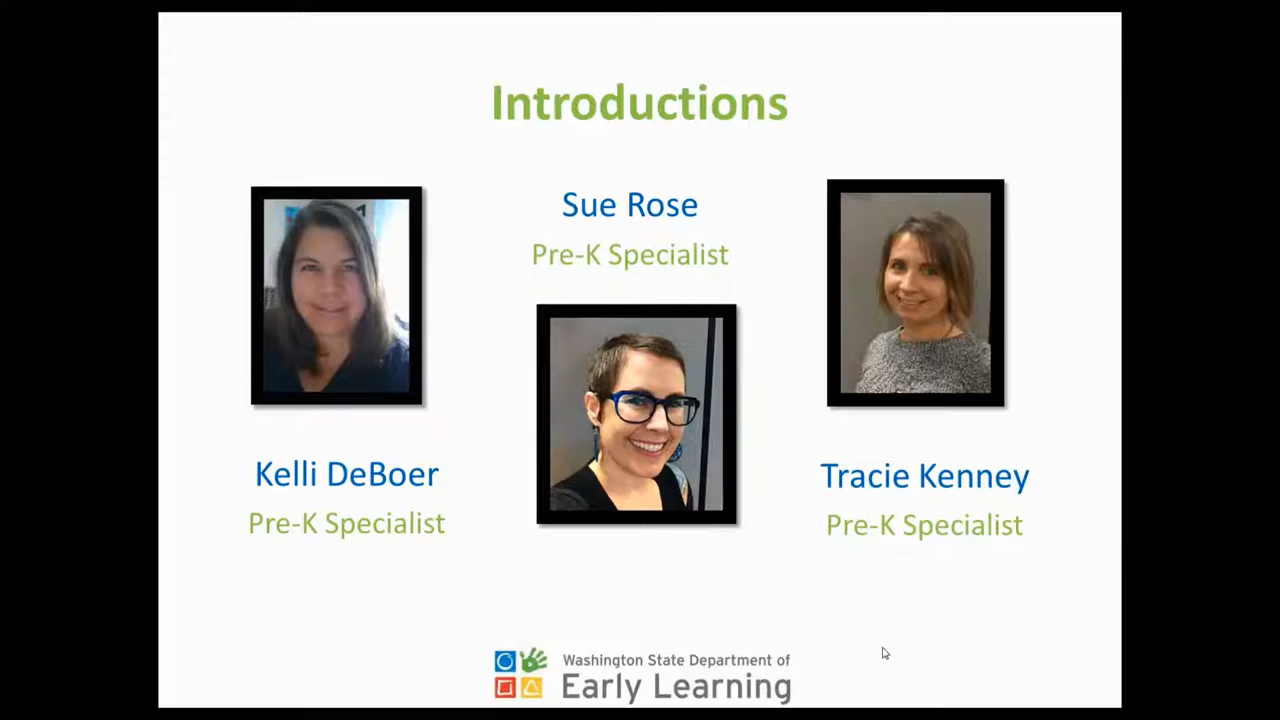 Introductions
Sue Rose
Pre-K Specialist
Kelli DeBoer
Pre-K Specialist
Tracie Kenney
Pre-K Specialist
Washington State Department of
Early Learning